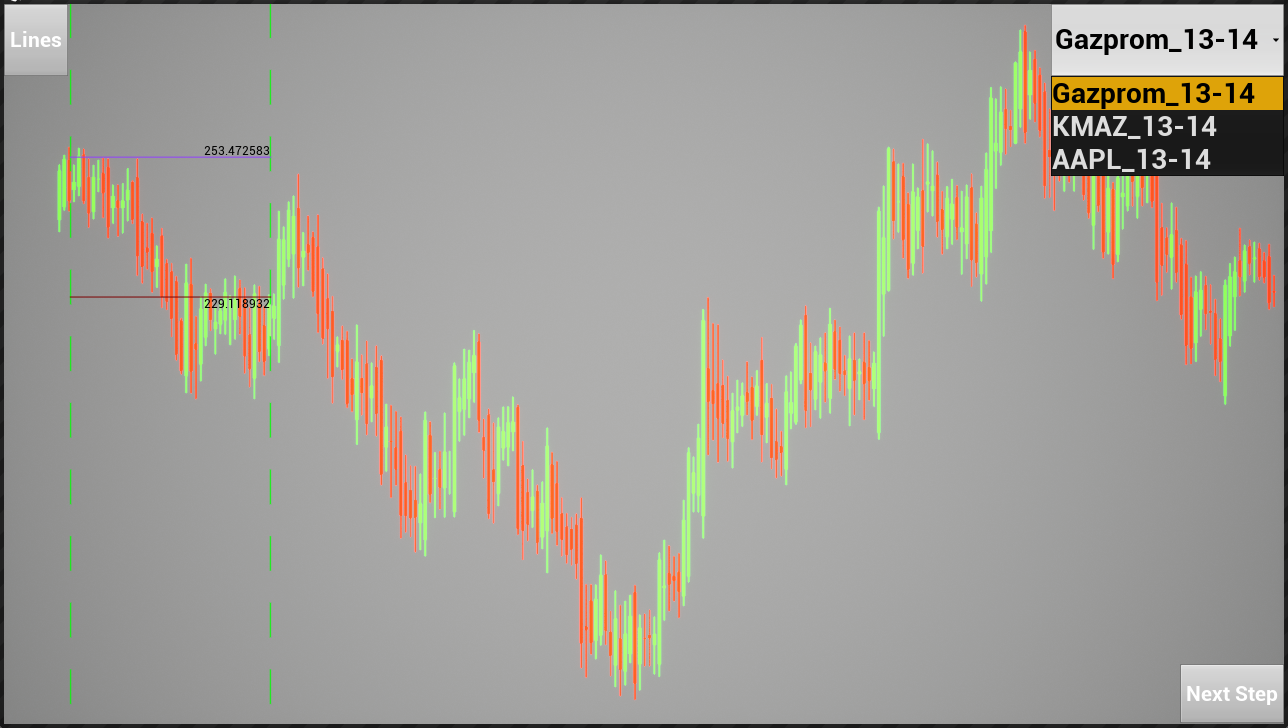 Lines
Gazprom_13-14
Gazprom_13-14
KMAZ_13-14
AAPL_13-14
253.472583
229.118932
Next Step